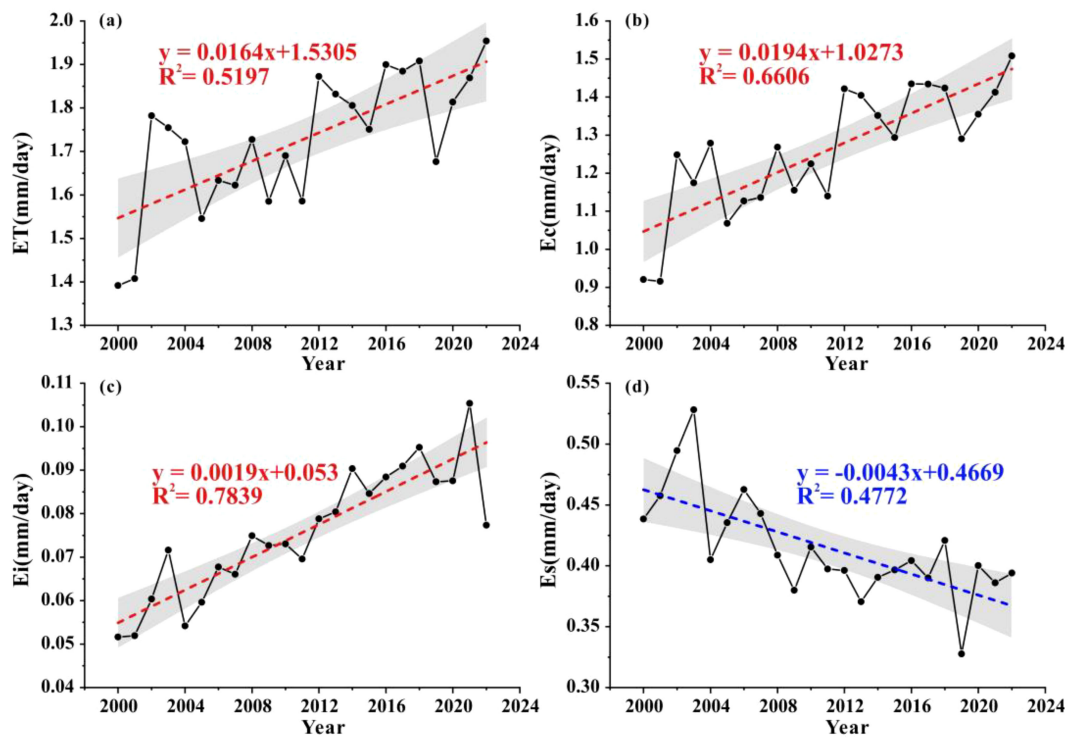 (a)
y = 0.0164x+1.5305
R²= 0.5197
ET(mm/day)
2.0
1.9
1.8
1.7
1.6
1.5
1.4
1.3
2000 2004 2008 2012 2016 2020 2024
Year
(b)
y = 0.0194x+1.0273
R²= 0.6606
Ec(mm/day)
1.6
1.5
1.4
1.3
1.2
1.1
1.0
0.9
0.8
2000 2004 2008 2012 2016 2020 2024
Year
(c)
y = 0.0019x+0.053
R²= 0.7839
Ei(mm/day)
0.11
0.10
0.09
0.08
0.07
0.06
0.05
0.04
2000 2004 2008 2012 2016 2020 2024
Year
(d)
y = -0.0043x+0.4669
R²= 0.4772
Es(mm/day)
0.55
0.50
0.45
0.40
0.35
0.30
2000 2004 2008 2012 2016 2020 2024
Year